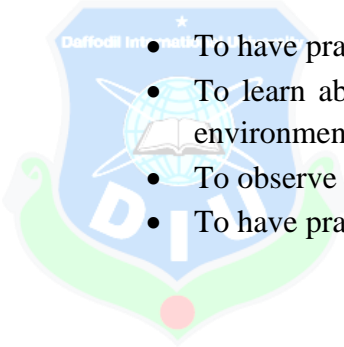 Daffodil International University
• To have pra
• To learn ab
environmen
• To observe
• To have pra
DIU